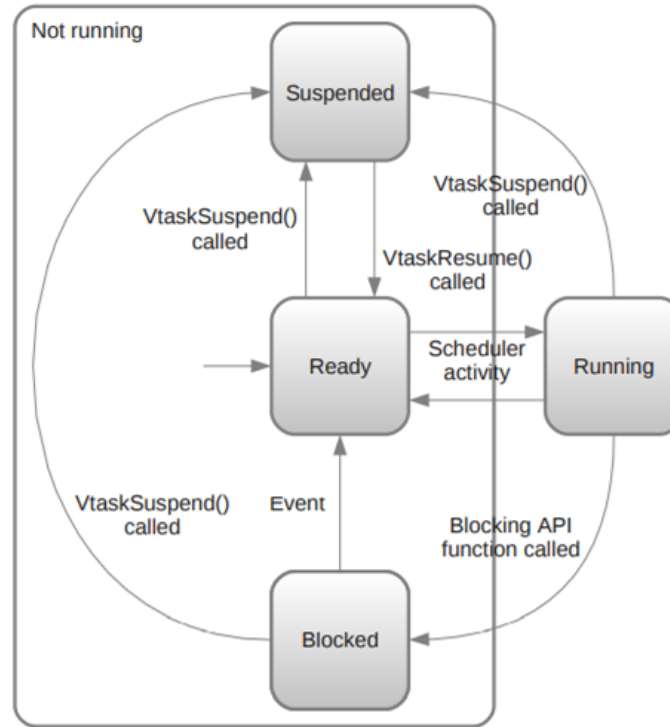 Not running
Suspended
VtaskSuspend()
called
VtaskSuspend()
called
VtaskResume()
called
Ready
Scheduler
activity
Running
VtaskSuspend()
called
Event
Blocking API
function called
Blocked